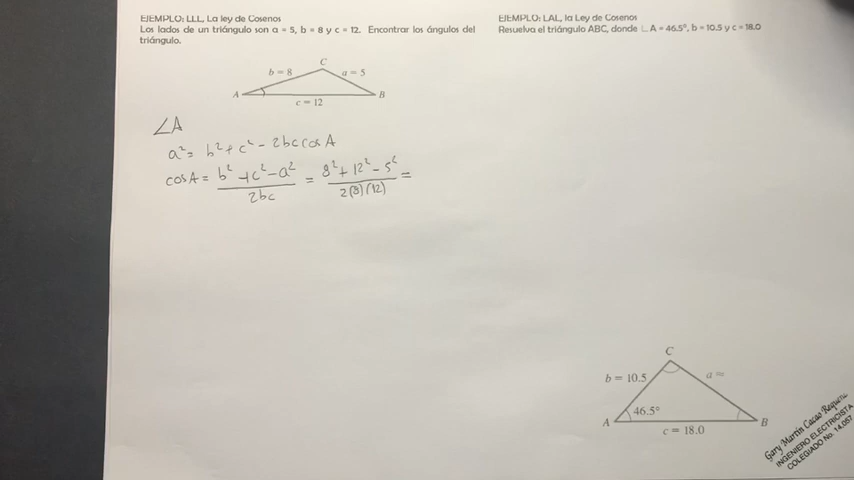 EJEMPLO: LLL, La ley de Cosenos
Los lados de un triángulo son a = 5, b = 8 y c = 12. Encontrar los ángulos del
triángulo.
C
b = 8
a = 5
A
B
c = 12
∠A
a² = b² + c² - 2bc cos A
cos A = (b² + c² - a²) / 2bc = (8² + 12² - 5²) / 2(8)(12) =
EJEMPLO: LAL, la Ley de Cosenos
Resuelva el triángulo ABC, donde ∟A = 46.5°, b = 10.5 y c = 18.0
C
b = 10.5
a =
46.5°
A
B
c = 18.0
Gary Martin Cacao
INGENIERO ELECTRICISTA
COLEGIADO No. 14,057